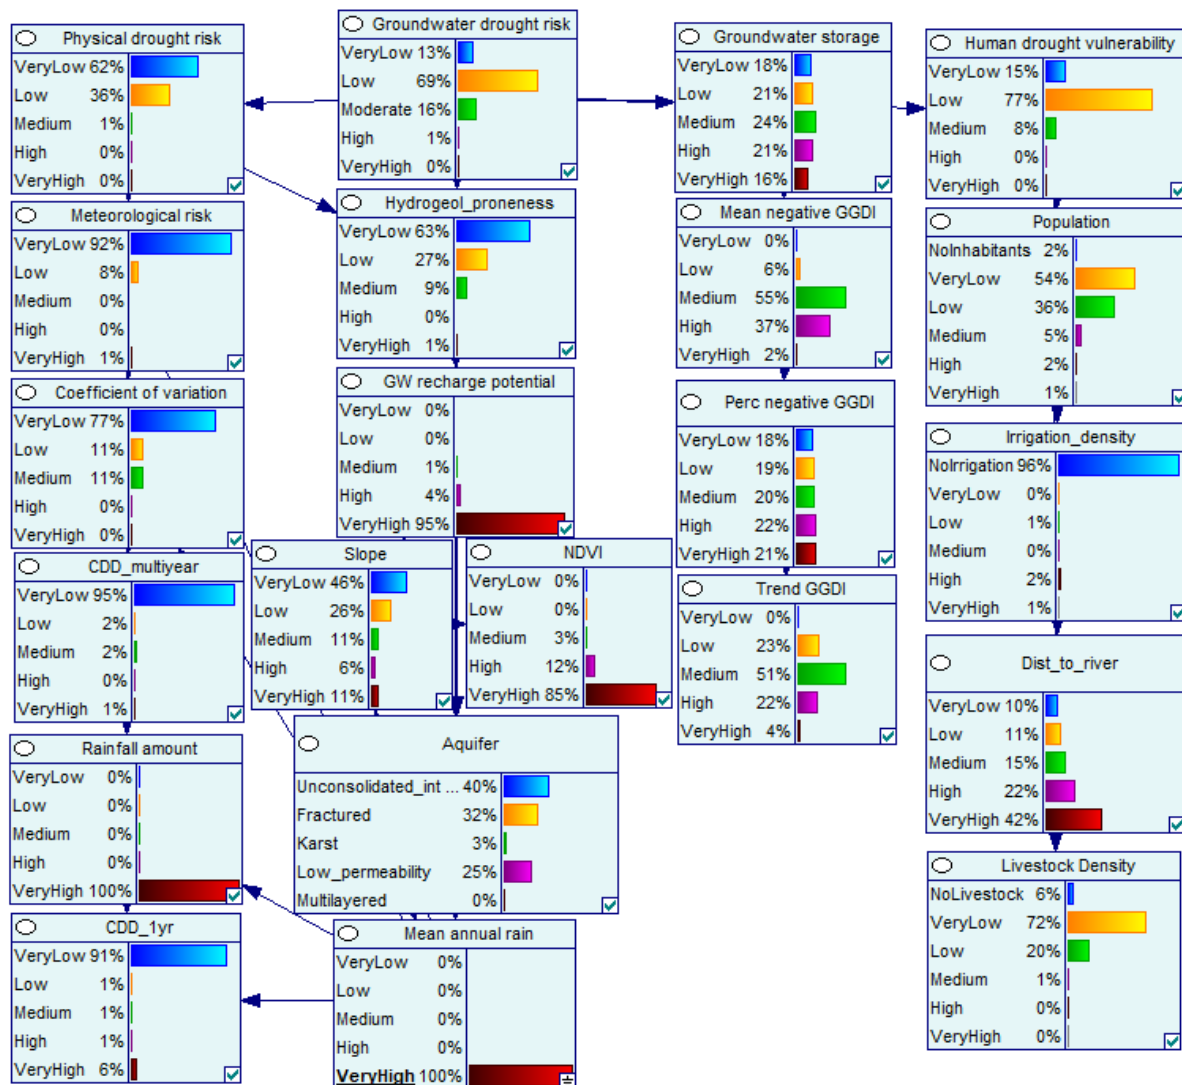 Physical drought risk
VeryLow 62%
Low 36%
Medium 1%
High 0%
VeryHigh 0%
Groundwater drought risk
VeryLow 13%
Low 69%
Moderate 16%
High 1%
VeryHigh 0%
Groundwater storage
VeryLow 18%
Low 21%
Medium 24%
High 21%
VeryHigh 16%
Human drought vulnerability
VeryLow 15%
Low 77%
Medium 8%
High 0%
VeryHigh 0%
Meteorological risk
VeryLow 92%
Low 8%
Medium 0%
High 0%
VeryHigh 1%
Hydrogeol_proneness
VeryLow 63%
Low 27%
Medium 9%
High 0%
VeryHigh 1%
Mean negative GGDI
VeryLow 0%
Low 6%
Medium 55%
High 37%
VeryHigh 2%
Population
NoInhabitants 2%
VeryLow 54%
Low 36%
Medium 5%
High 2%
VeryHigh 1%
Coefficient of variation
VeryLow 77%
Low 11%
Medium 11%
High 0%
VeryHigh 0%
GW recharge potential
VeryLow 0%
Low 0%
Medium 1%
High 4%
VeryHigh 95%
Perc negative GGDI
VeryLow 18%
Low 19%
Medium 20%
High 22%
VeryHigh 21%
Irrigation_density
NoIrrigation 96%
VeryLow 0%
Low 1%
Medium 0%
High 2%
VeryHigh 1%
CDD_multiyear
VeryLow 95%
Low 2%
Medium 2%
High 0%
VeryHigh 1%
Slope
VeryLow 46%
Low 26%
Medium 11%
High 6%
VeryHigh 11%
NDVI
VeryLow 0%
Low 0%
Medium 3%
High 12%
VeryHigh 85%
Trend GGDI
VeryLow 0%
Low 23%
Medium 51%
High 22%
VeryHigh 4%
Dist_to_river
VeryLow 10%
Low 11%
Medium 15%
High 22%
VeryHigh 42%
Rainfall amount
VeryLow 0%
Low 0%
Medium 0%
High 0%
VeryHigh 100%
Aquifer
Unconsolidated_int ... 40%
Fractured 32%
Karst 3%
Low_permeability 25%
Multilayered 0%
Livestock Density
NoLivestock 6%
VeryLow 72%
Low 20%
Medium 1%
High 0%
VeryHigh 0%
CDD_1yr
VeryLow 91%
Low 1%
Medium 1%
High 1%
VeryHigh 6%
Mean annual rain
VeryLow 0%
Low 0%
Medium 0%
High 0%
VeryHigh 100%